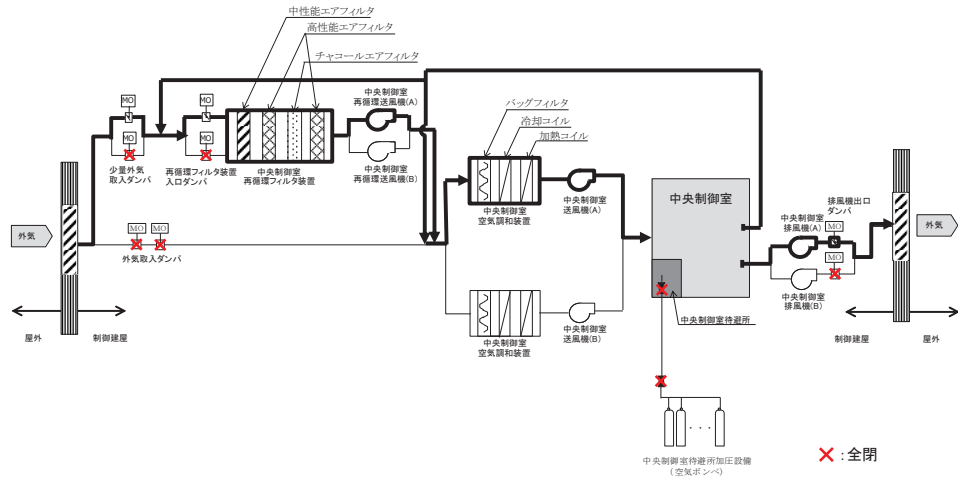 中性能エアフィルタ
高性能エアフィルタ
チャコールエアフィルタ
MO
MO
MO
MO
中央制御室
再循環送風機(A)
中央制御室
再循環送風機(B)
少量外気
取入ダンパ
再循環フィルタ装置
入口ダンパ
中央制御室
再循環フィルタ装置
バッグフィルタ
冷却コイル
加熱コイル
中央制御室
空気調和装置
中央制御室
送風機(A)
中央制御室
排風機出口
ダンパ
中央制御室
排風機(A)
MO
MO
中央制御室
排風機(B)
外気
外気
MO
MO
外気取入ダンパ
中央制御室待避所
中央制御室
空気調和装置
中央制御室
送風機(B)
屋外
制御建屋
制御建屋
屋外
中央制御室待避所加圧設備
(空気ボンベ)
・・・
:全閉